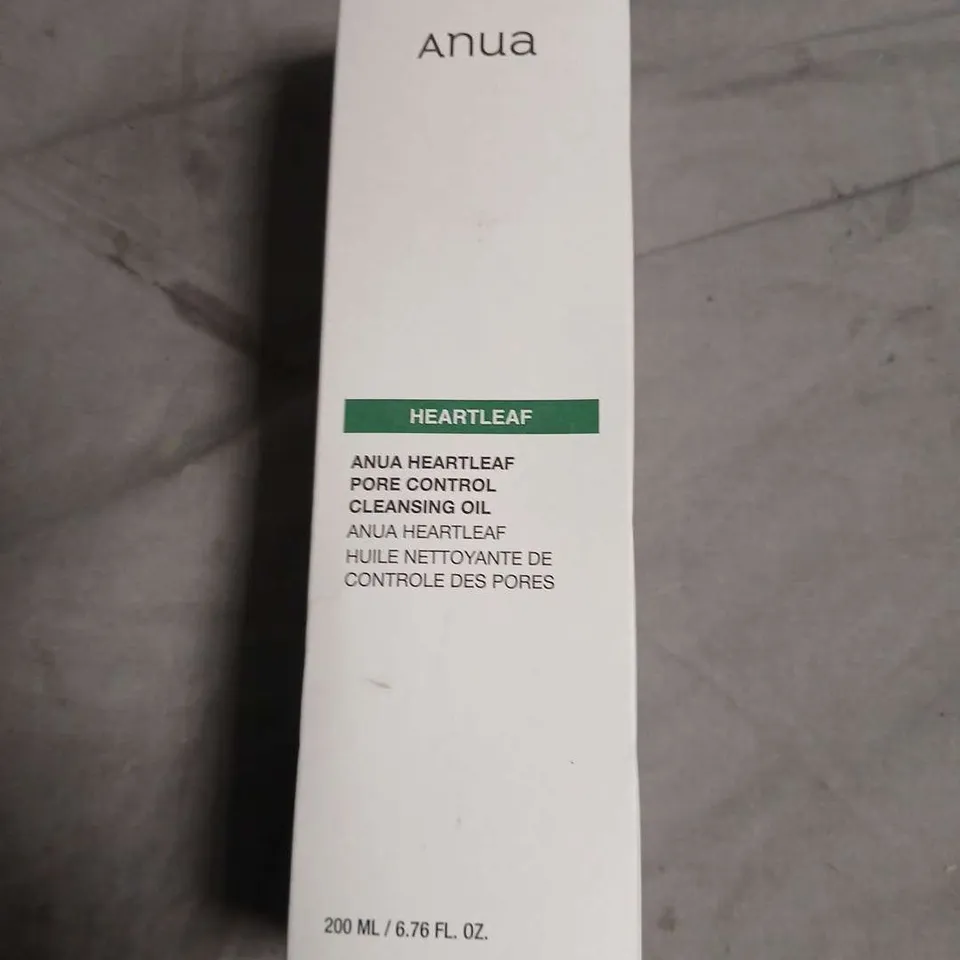 Anua
HEARTLEAF
ANUA HEARTLEAF
PORE CONTROL
CLEANSING OIL
ANUA HEARTLEAF
HUILE NETTOYANTE DE
CONTROLE DES PORES
200 ML / 6.76 FL. OZ.